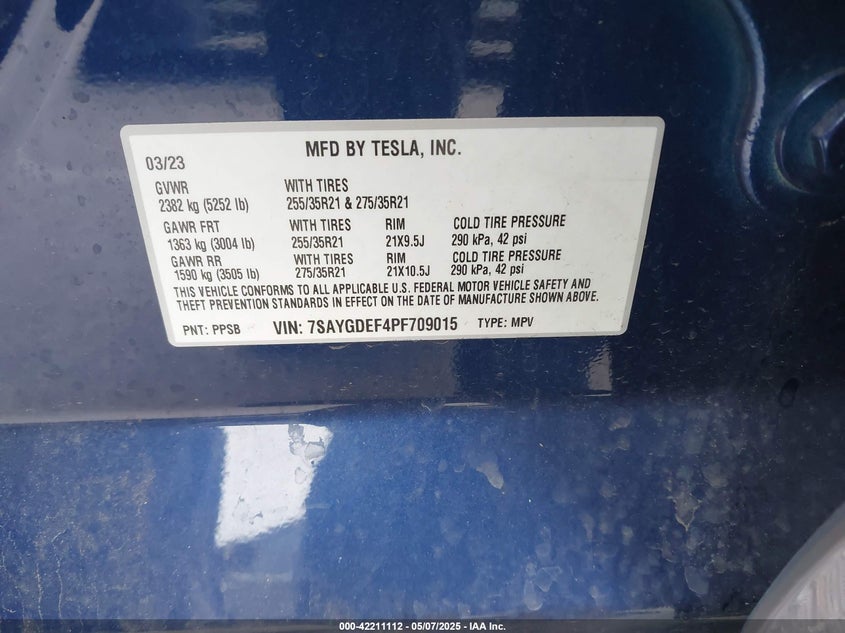 MFD BY TESLA, INC.
03/23
GVWR WITH TIRES
2382 kg (5252 lb) 255/35R21 & 275/35R21
GAWR FRT WITH TIRES RIM COLD TIRE PRESSURE
1363 kg (3004 lb) 255/35R21 21X9.5J 290 kPa, 42 psi
GAWR RR WITH TIRES RIM COLD TIRE PRESSURE
1590 kg (3505 lb) 275/35R21 21X10.5J 290 kPa, 42 psi
THIS VEHICLE CONFORMS TO ALL APPLICABLE U.S. FEDERAL MOTOR VEHICLE SAFETY AND
THEFT PREVENTION STANDARDS IN EFFECT ON THE DATE OF MANUFACTURE SHOWN ABOVE.
PNT: PPSB VIN: 7SAYGDEF4PF709015 TYPE: MPV
000-42211112 — 05/07/2025 - IAA Inc.